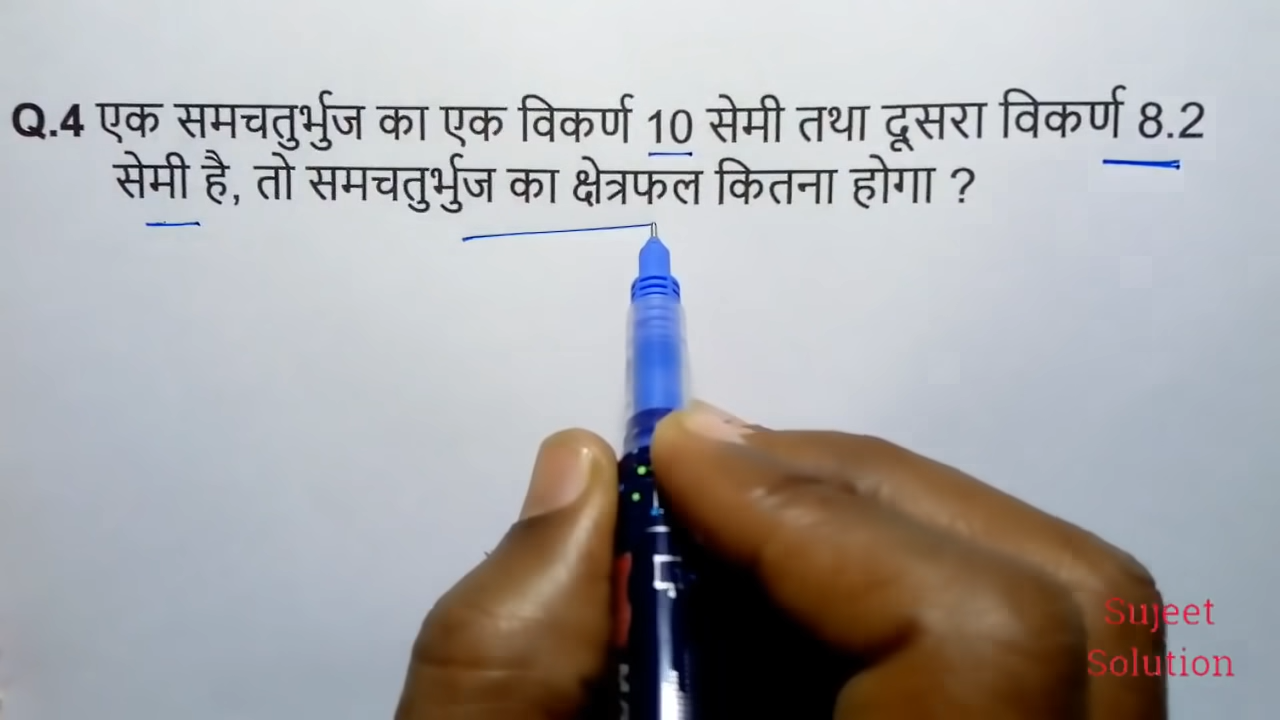 Q.4 एक समचतुर्भुज का एक विकर्ण 10 सेमी तथा दूसरा विकर्ण 8.2
सेमी है, तो समचतुर्भुज का क्षेत्रफल कितना होगा ?
Sujeet
Solution